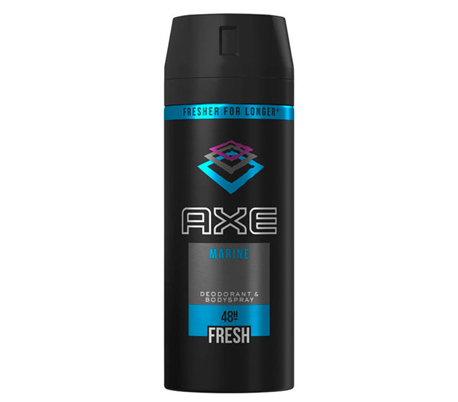 FRESHER FOR LONGER*
AXE
MARINE
DEODORANT &
BODYSPRAY
48H
FRESH